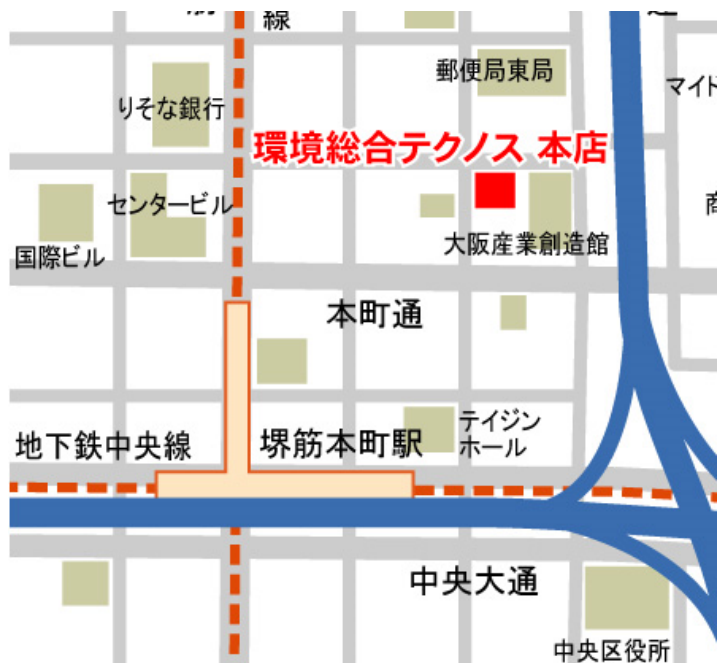 線
郵便局東局
りそな銀行
マイド
環境総合テクノス 本店
センタービル
国際ビル
大阪産業創造館
本町通
テイジン
ホール
地下鉄中央線
堺筋本町駅
中央大通
中央区役所